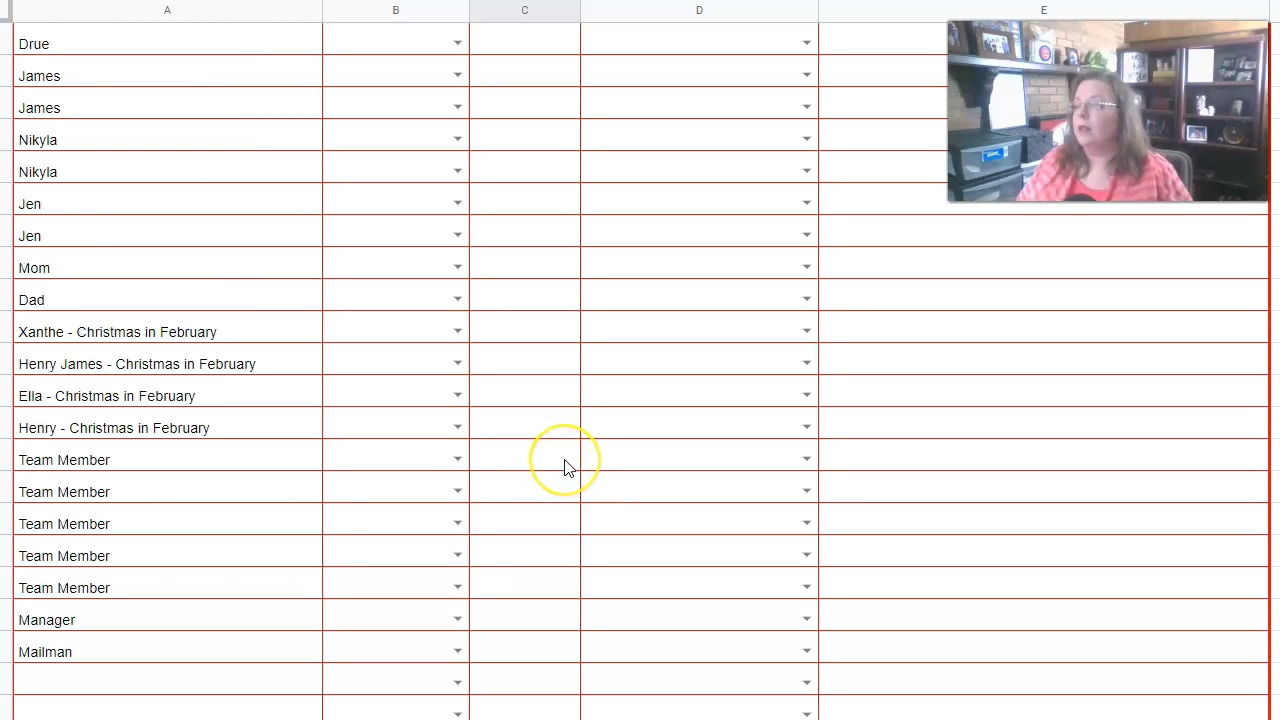 A B C D E
Drue
James
James
Nikyla
Nikyla
Jen
Jen
Mom
Dad
Xanthe - Christmas in February
Henry James - Christmas in February
Ella - Christmas in February
Henry - Christmas in February
Team Member
Team Member
Team Member
Team Member
Team Member
Manager
Mailman